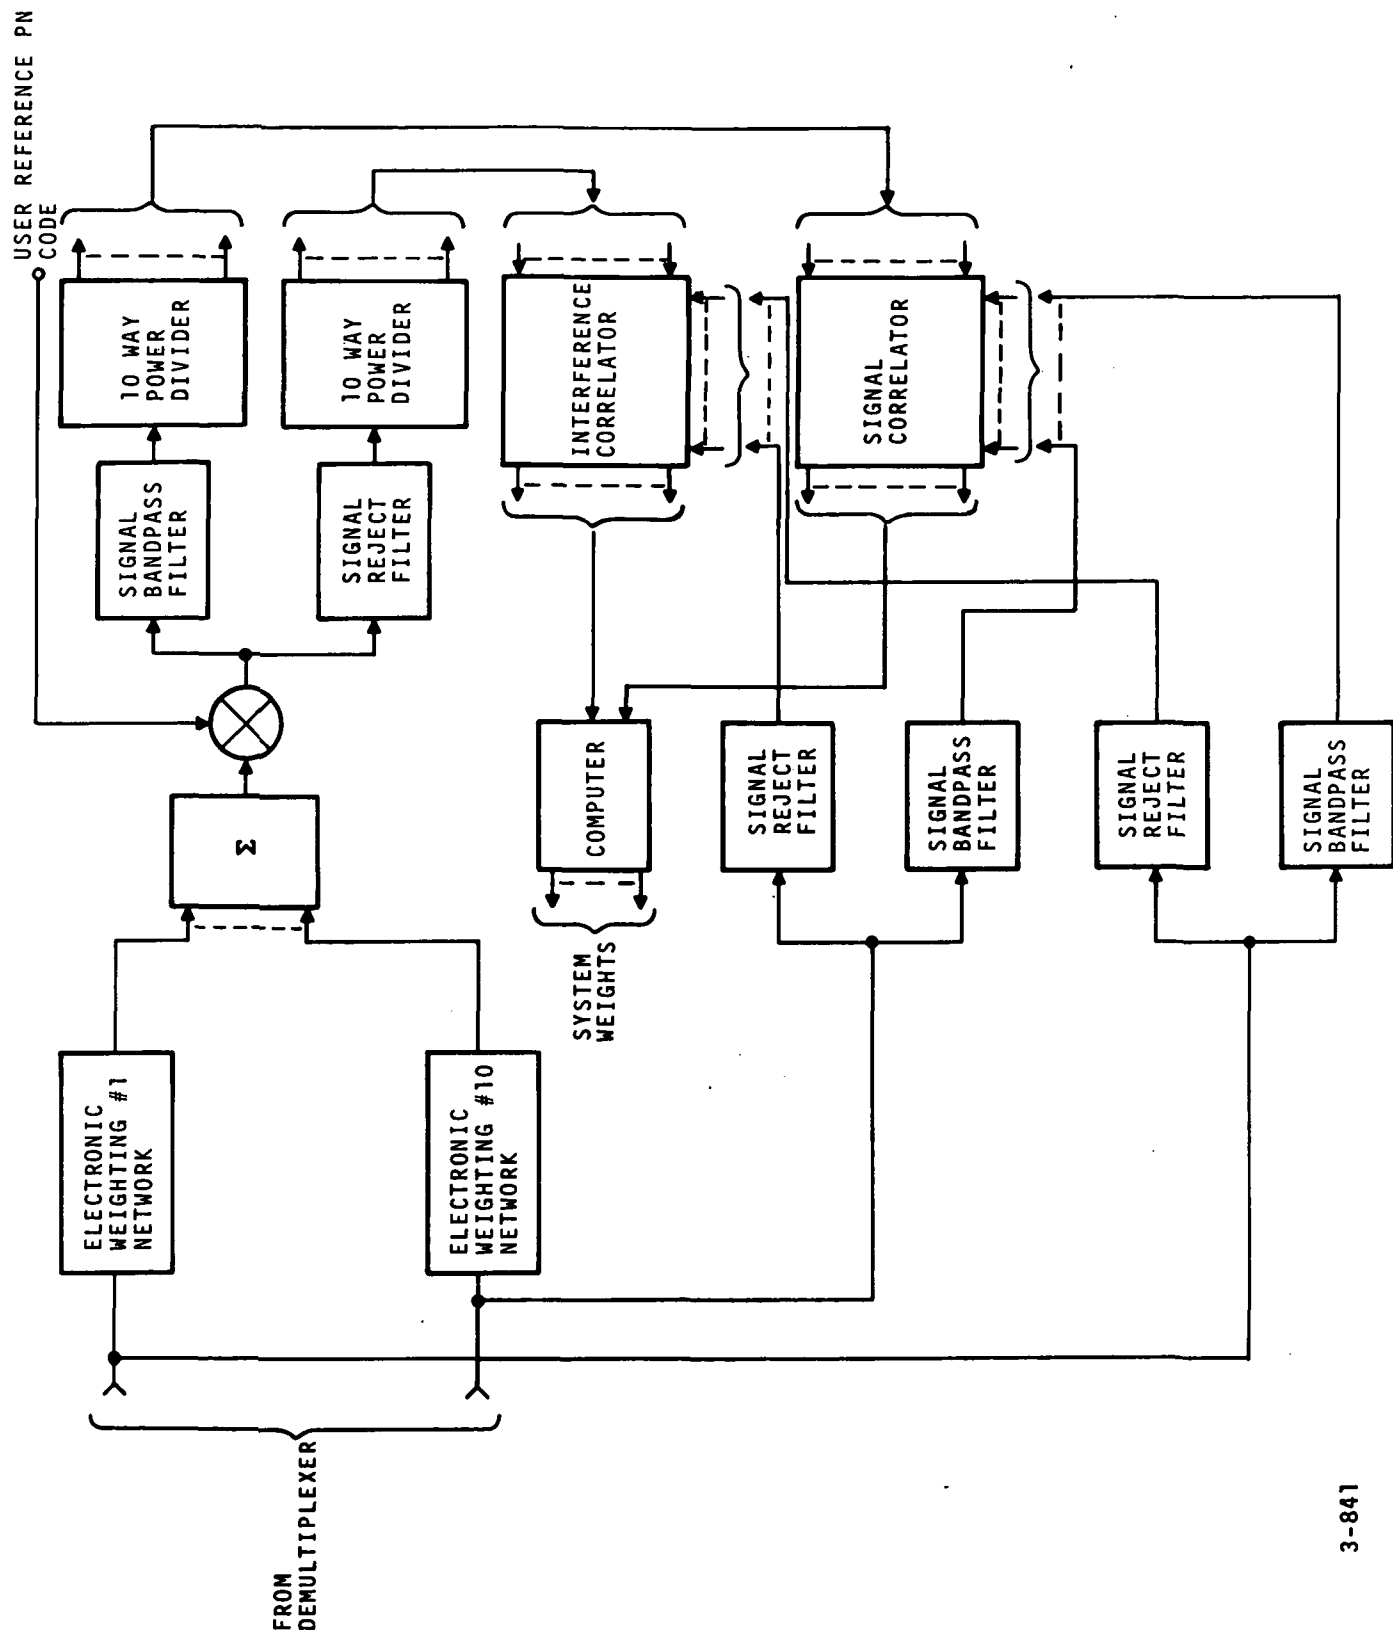 USER REFERENCE PN
CODE
10 WAY
POWER
DIVIDER
10 WAY
POWER
DIVIDER
SIGNAL
BANDPASS
FILTER
SIGNAL
REJECT
FILTER
INTERFERENCE
CORRELATOR
SIGNAL
CORRELATOR
Σ
COMPUTER
SYSTEM
WEIGHTS
SIGNAL
REJECT
FILTER
SIGNAL
BANDPASS
FILTER
SIGNAL
REJECT
FILTER
SIGNAL
BANDPASS
FILTER
ELECTRONIC
WEIGHTING #1
NETWORK
ELECTRONIC
WEIGHTING #10
NETWORK
FROM
DEMULTIPLEXER
3-841